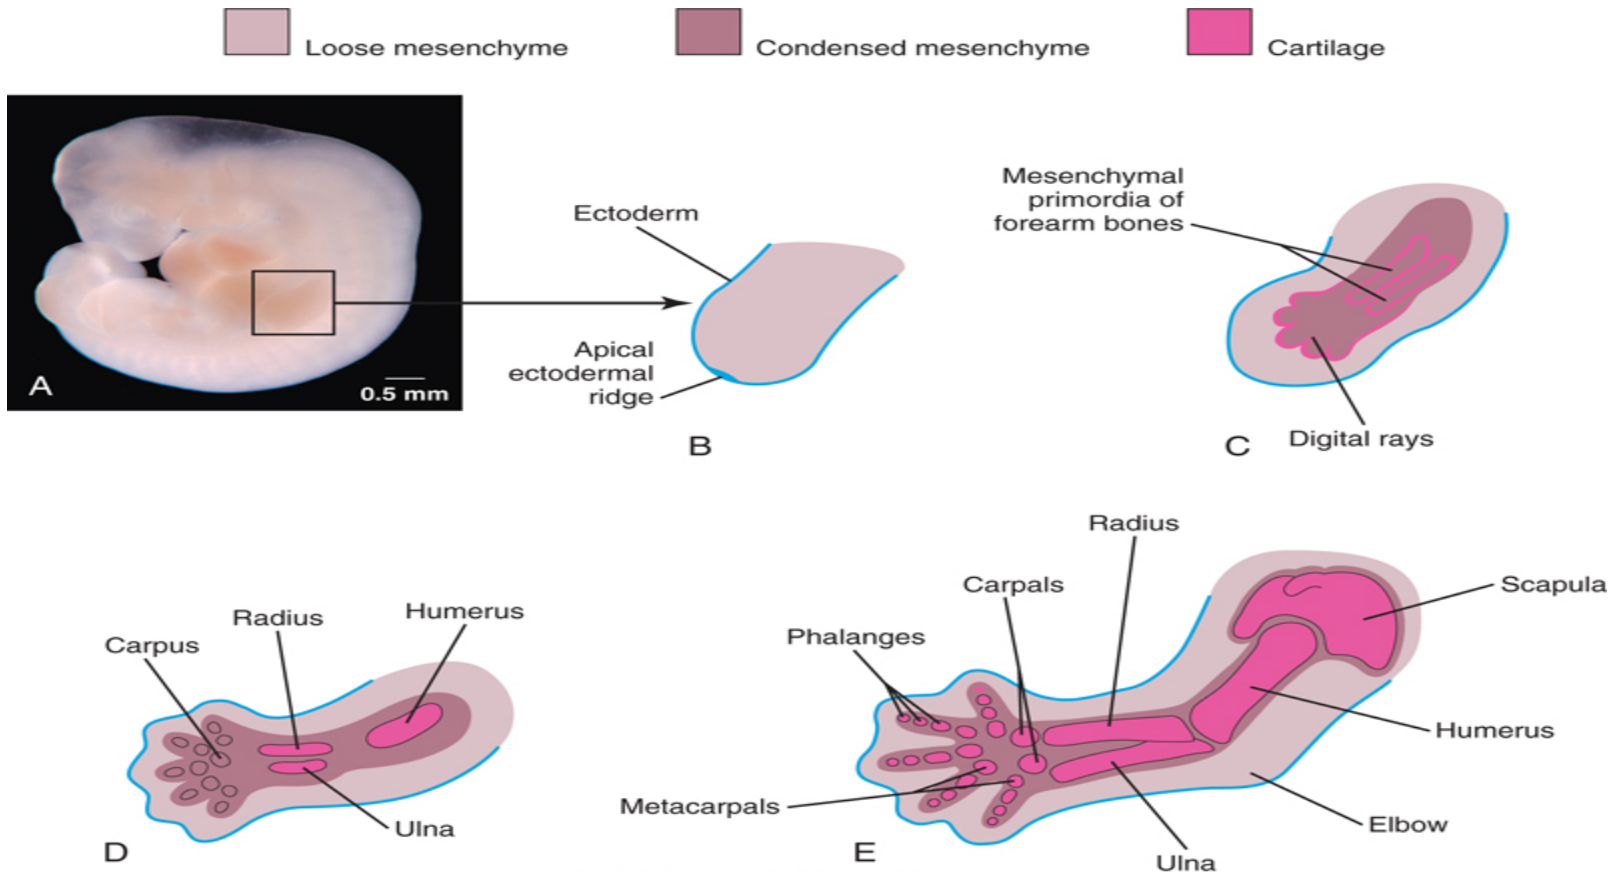 Loose mesenchyme
Condensed mesenchyme
Cartilage
A
0.5 mm
Ectoderm
Apical
ectodermal
ridge
B
Mesenchymal
primordia of
forearm bones
Digital rays
C
Carpus
Radius
Humerus
Ulna
D
Radius
Carpals
Phalanges
Scapula
Humerus
Metacarpals
Elbow
Ulna
E